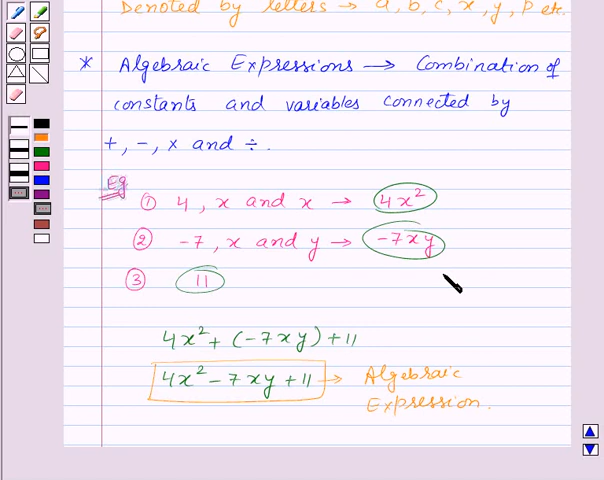 Denoted by letters → a, b, c, x, y, p etc.
* Algebraic Expressions → Combination of
constants and variables connected by
+, -, × and ÷.
Eg
① 4, x and x → 4x²
② -7, x and y → -7xy
③ 11
4x² + (-7xy) + 11
4x² - 7xy + 11 → Algebraic
Expression.